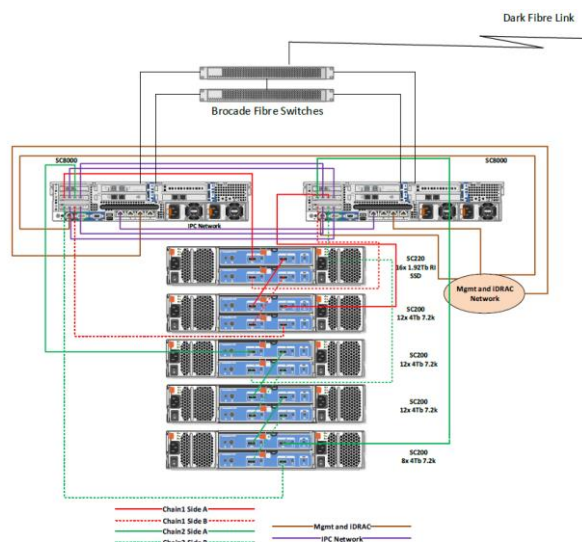 Dark Fibre Link
Brocade Fibre Switches
SC8000
SC8000
IPC Network
SC220
16x 1.92Tb RI
SSD
Mgmt and iDRAC
Network
SC200
12x 4Tb 7.2k
SC200
12x 4Tb 7.2k
SC200
12x 4Tb 7.2k
SC200
8x 4Tb 7.2k
Chain1 Side A
Chain1 Side B
Chain2 Side A
Chain2 Side B
Mgmt and iDRAC
IPC Network